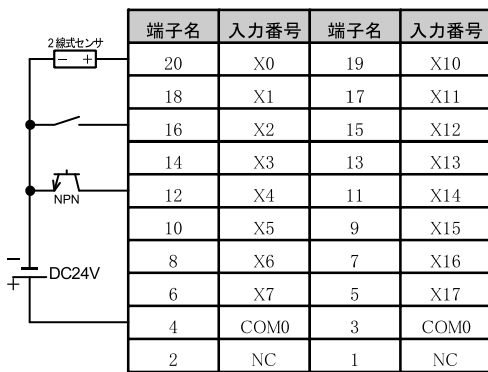 端子名 入力番号 端子名 入力番号
2線式センサ
− +
20 X0 19 X10
18 X1 17 X11
16 X2 15 X12
14 X3 13 X13
12 X4 11 X14
NPN
10 X5 9 X15
8 X6 7 X16
−
DC24V
+
6 X7 5 X17
4 COM0 3 COM0
2 NC 1 NC